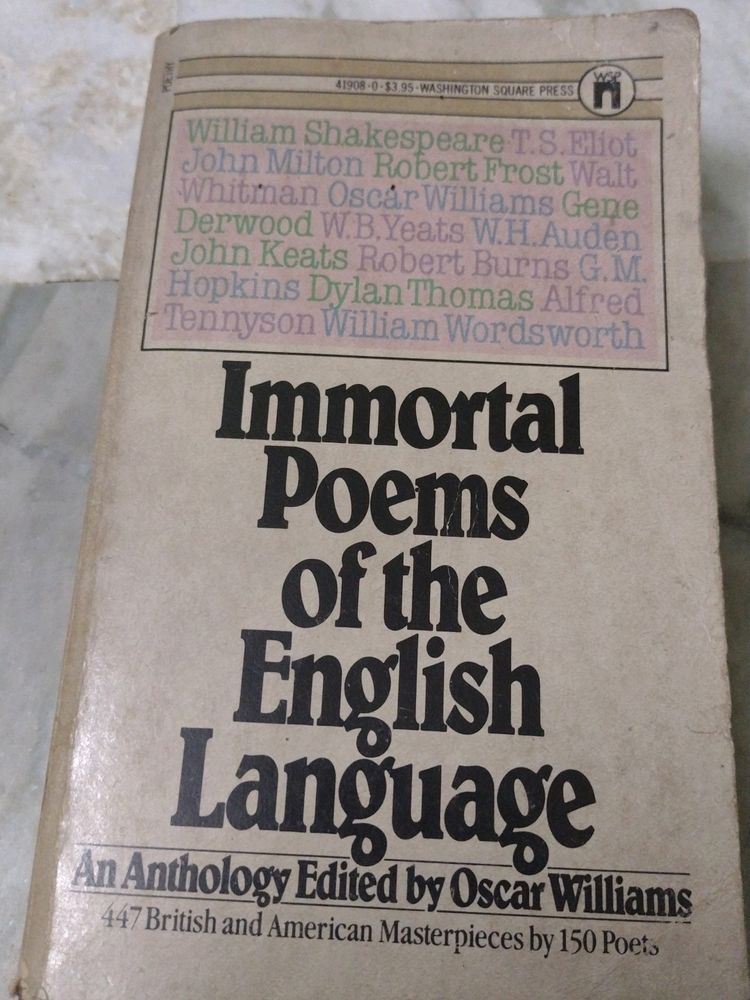 POETRY
41908-0·$3.95·WASHINGTON SQUARE PRESS
WSP
William Shakespeare·T.S. Eliot
John Milton Robert Frost Walt
Whitman Oscar Williams Gene
Derwood W.B. Yeats W.H. Auden
John Keats Robert Burns G.M.
Hopkins Dylan Thomas Alfred
Tennyson William Wordsworth
Immortal
Poems
of the
English
Language
An Anthology Edited by Oscar Williams
447 British and American Masterpieces by 150 Poets